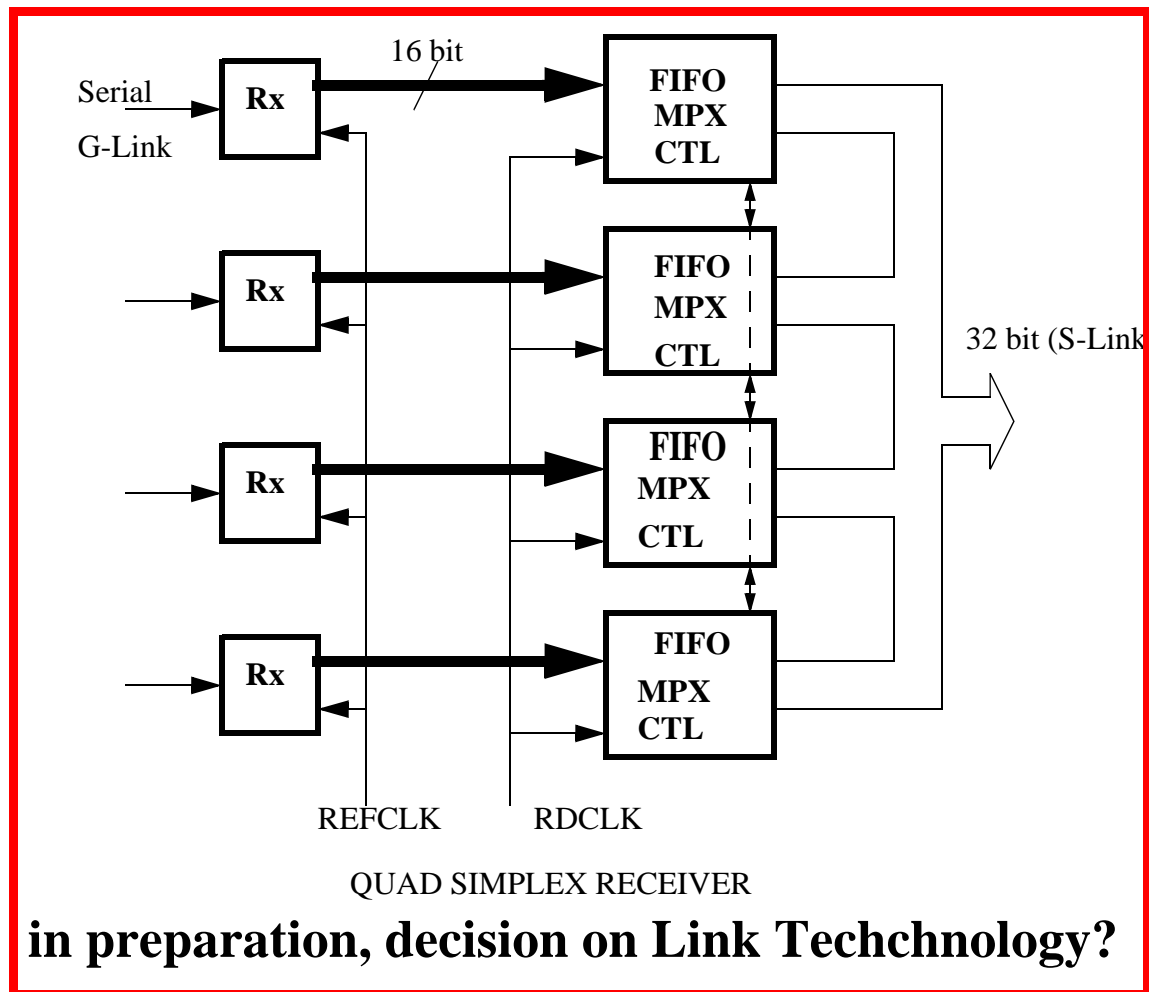 16 bit
Serial
G-Link
Rx
FIFO
MPX
CTL
Rx
FIFO
MPX
CTL
32 bit (S-Link
Rx
FIFO
MPX
CTL
Rx
FIFO
MPX
CTL
REFCLK
RDCLK
QUAD SIMPLEX RECEIVER
in preparation, decision on Link Techchnology?